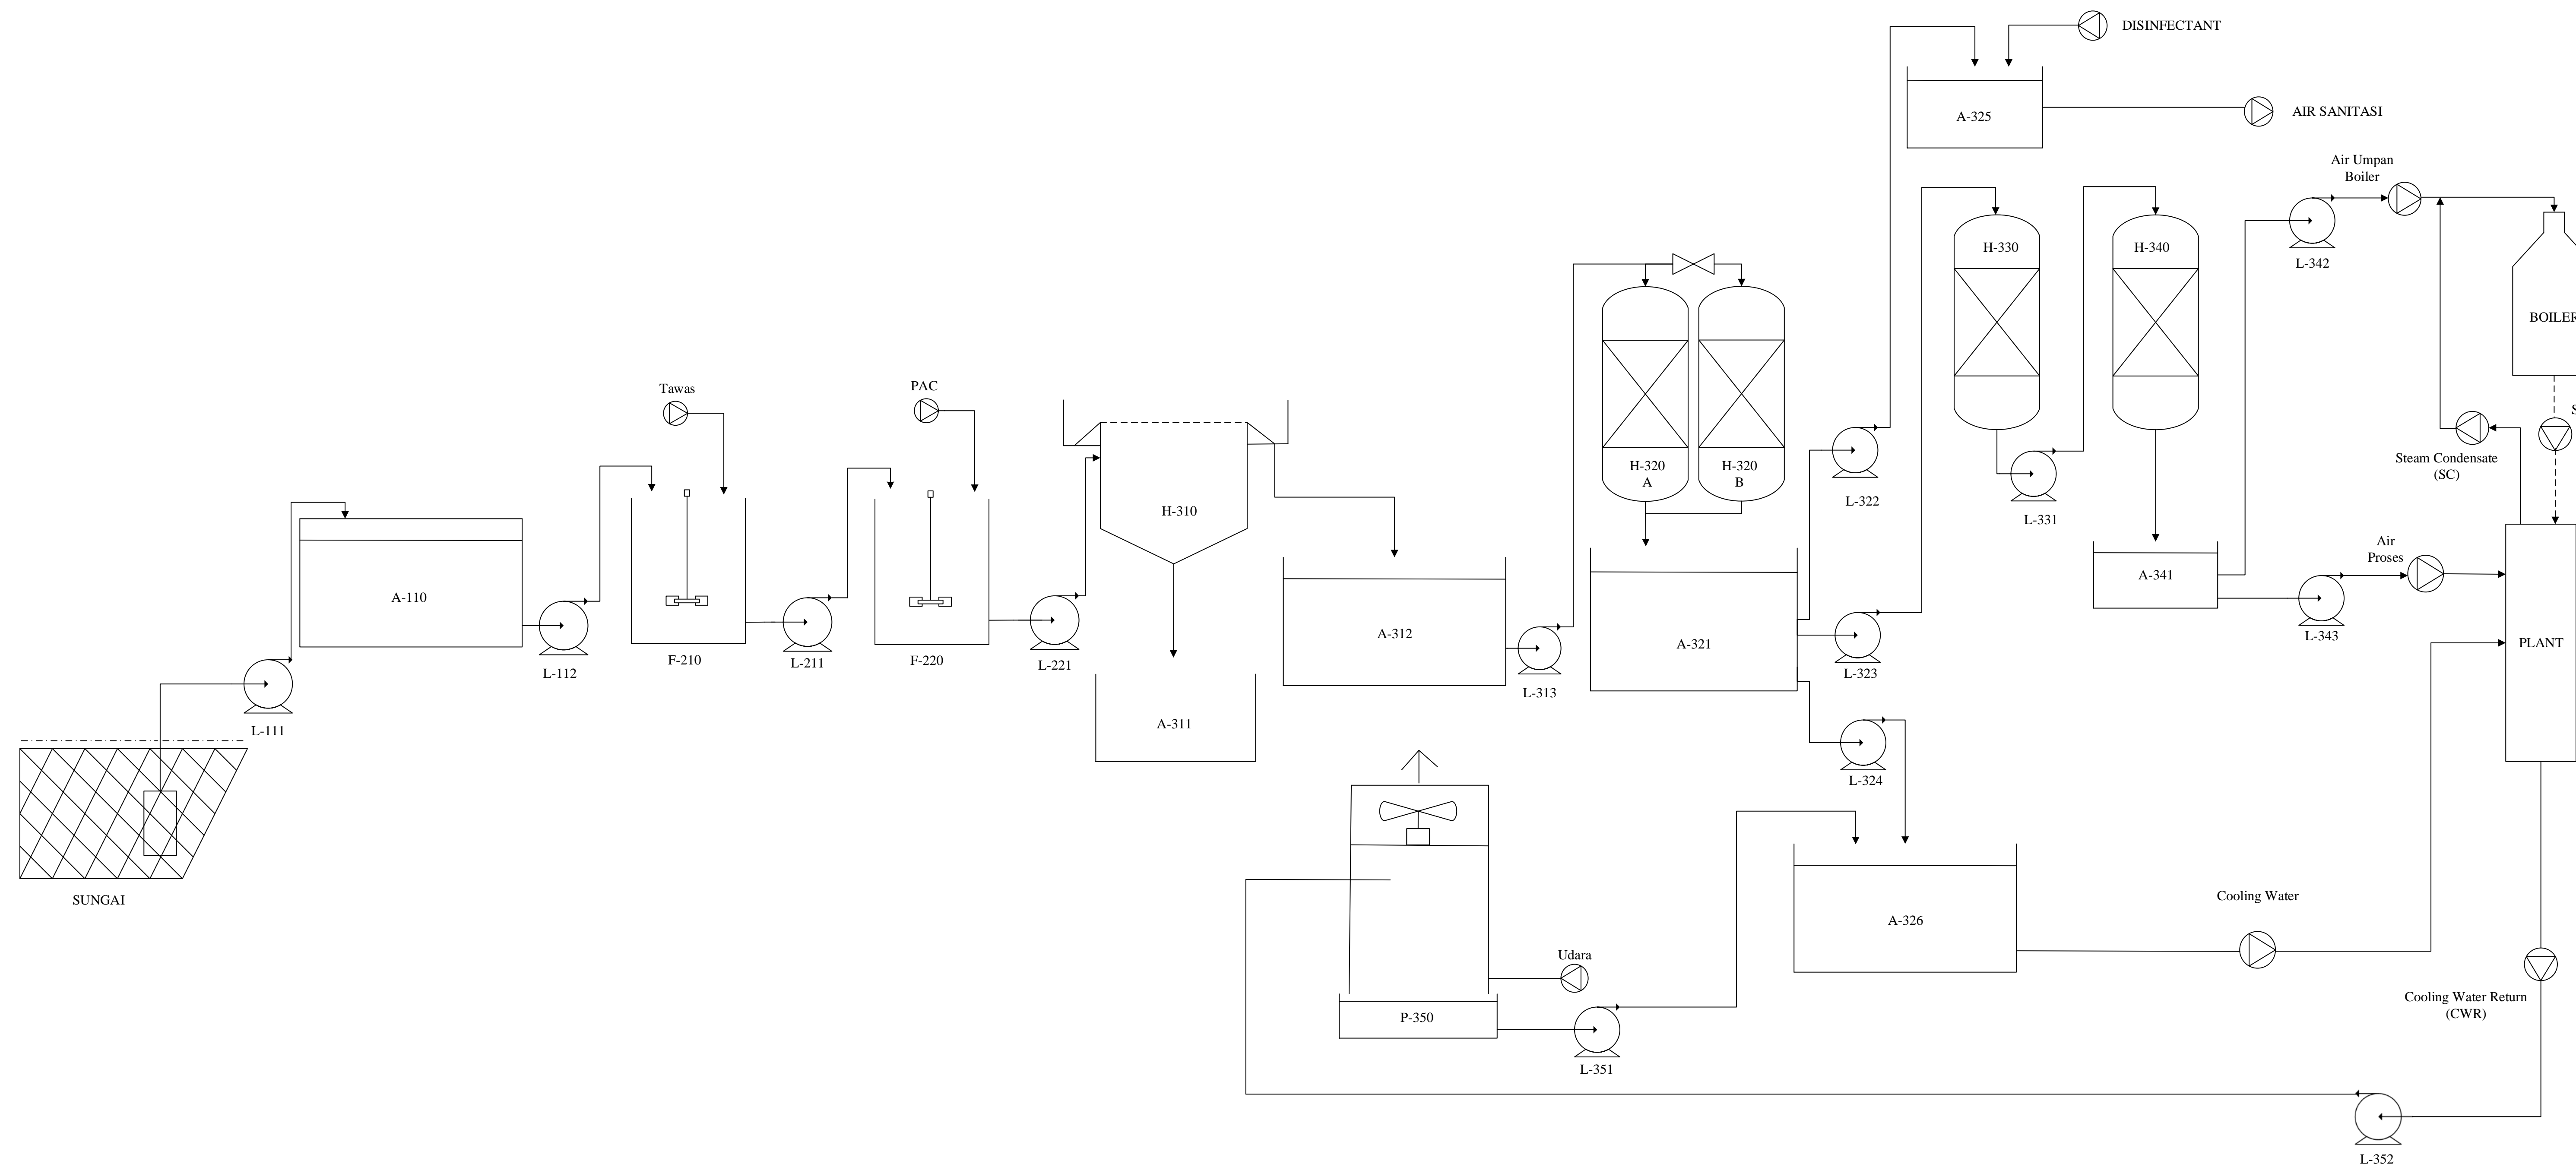 DISINFECTANT
A-325
AIR SANITASI
Air Umpan
Boiler
L-342
H-330
H-340
BOILER
H-320
A
H-320
B
L-322
L-331
Steam Condensate
(SC)
S
Tawas
PAC
A-110
L-112
F-210
L-211
F-220
L-221
H-310
A-311
A-312
L-313
A-321
L-323
L-324
A-341
Air
Proses
L-343
PLANT
L-111
SUNGAI
Udara
P-350
L-351
A-326
Cooling Water
Cooling Water Return
(CWR)
L-352